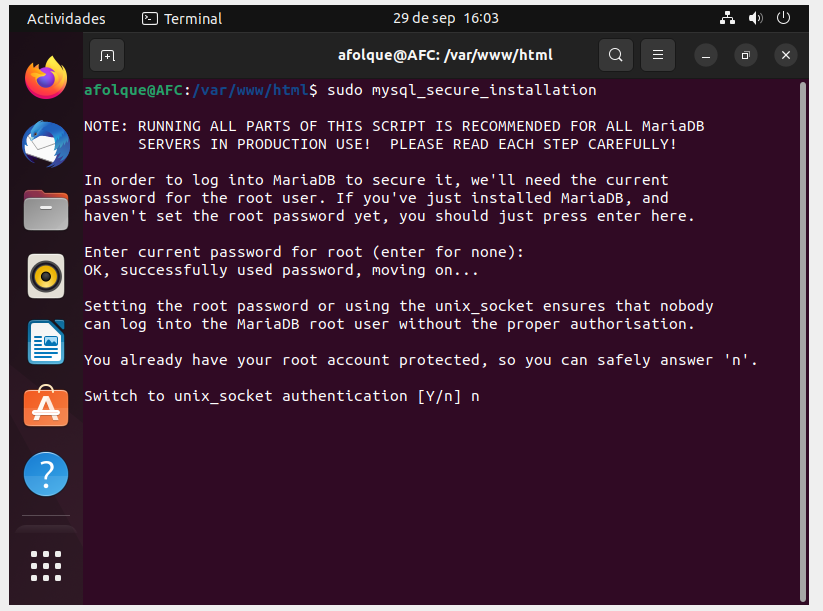 Actividades
Terminal
29 de sep 16:03
afolque@AFC: /var/www/html
afolque@AFC:/var/www/html$ sudo mysql_secure_installation
NOTE: RUNNING ALL PARTS OF THIS SCRIPT IS RECOMMENDED FOR ALL MariaDB
SERVERS IN PRODUCTION USE!  PLEASE READ EACH STEP CAREFULLY!
In order to log into MariaDB to secure it, we'll need the current
password for the root user. If you've just installed MariaDB, and
haven't set the root password yet, you should just press enter here.
Enter current password for root (enter for none):
OK, successfully used password, moving on...
Setting the root password or using the unix_socket ensures that nobody
can log into the MariaDB root user without the proper authorisation.
You already have your root account protected, so you can safely answer 'n'.
Switch to unix_socket authentication [Y/n] n